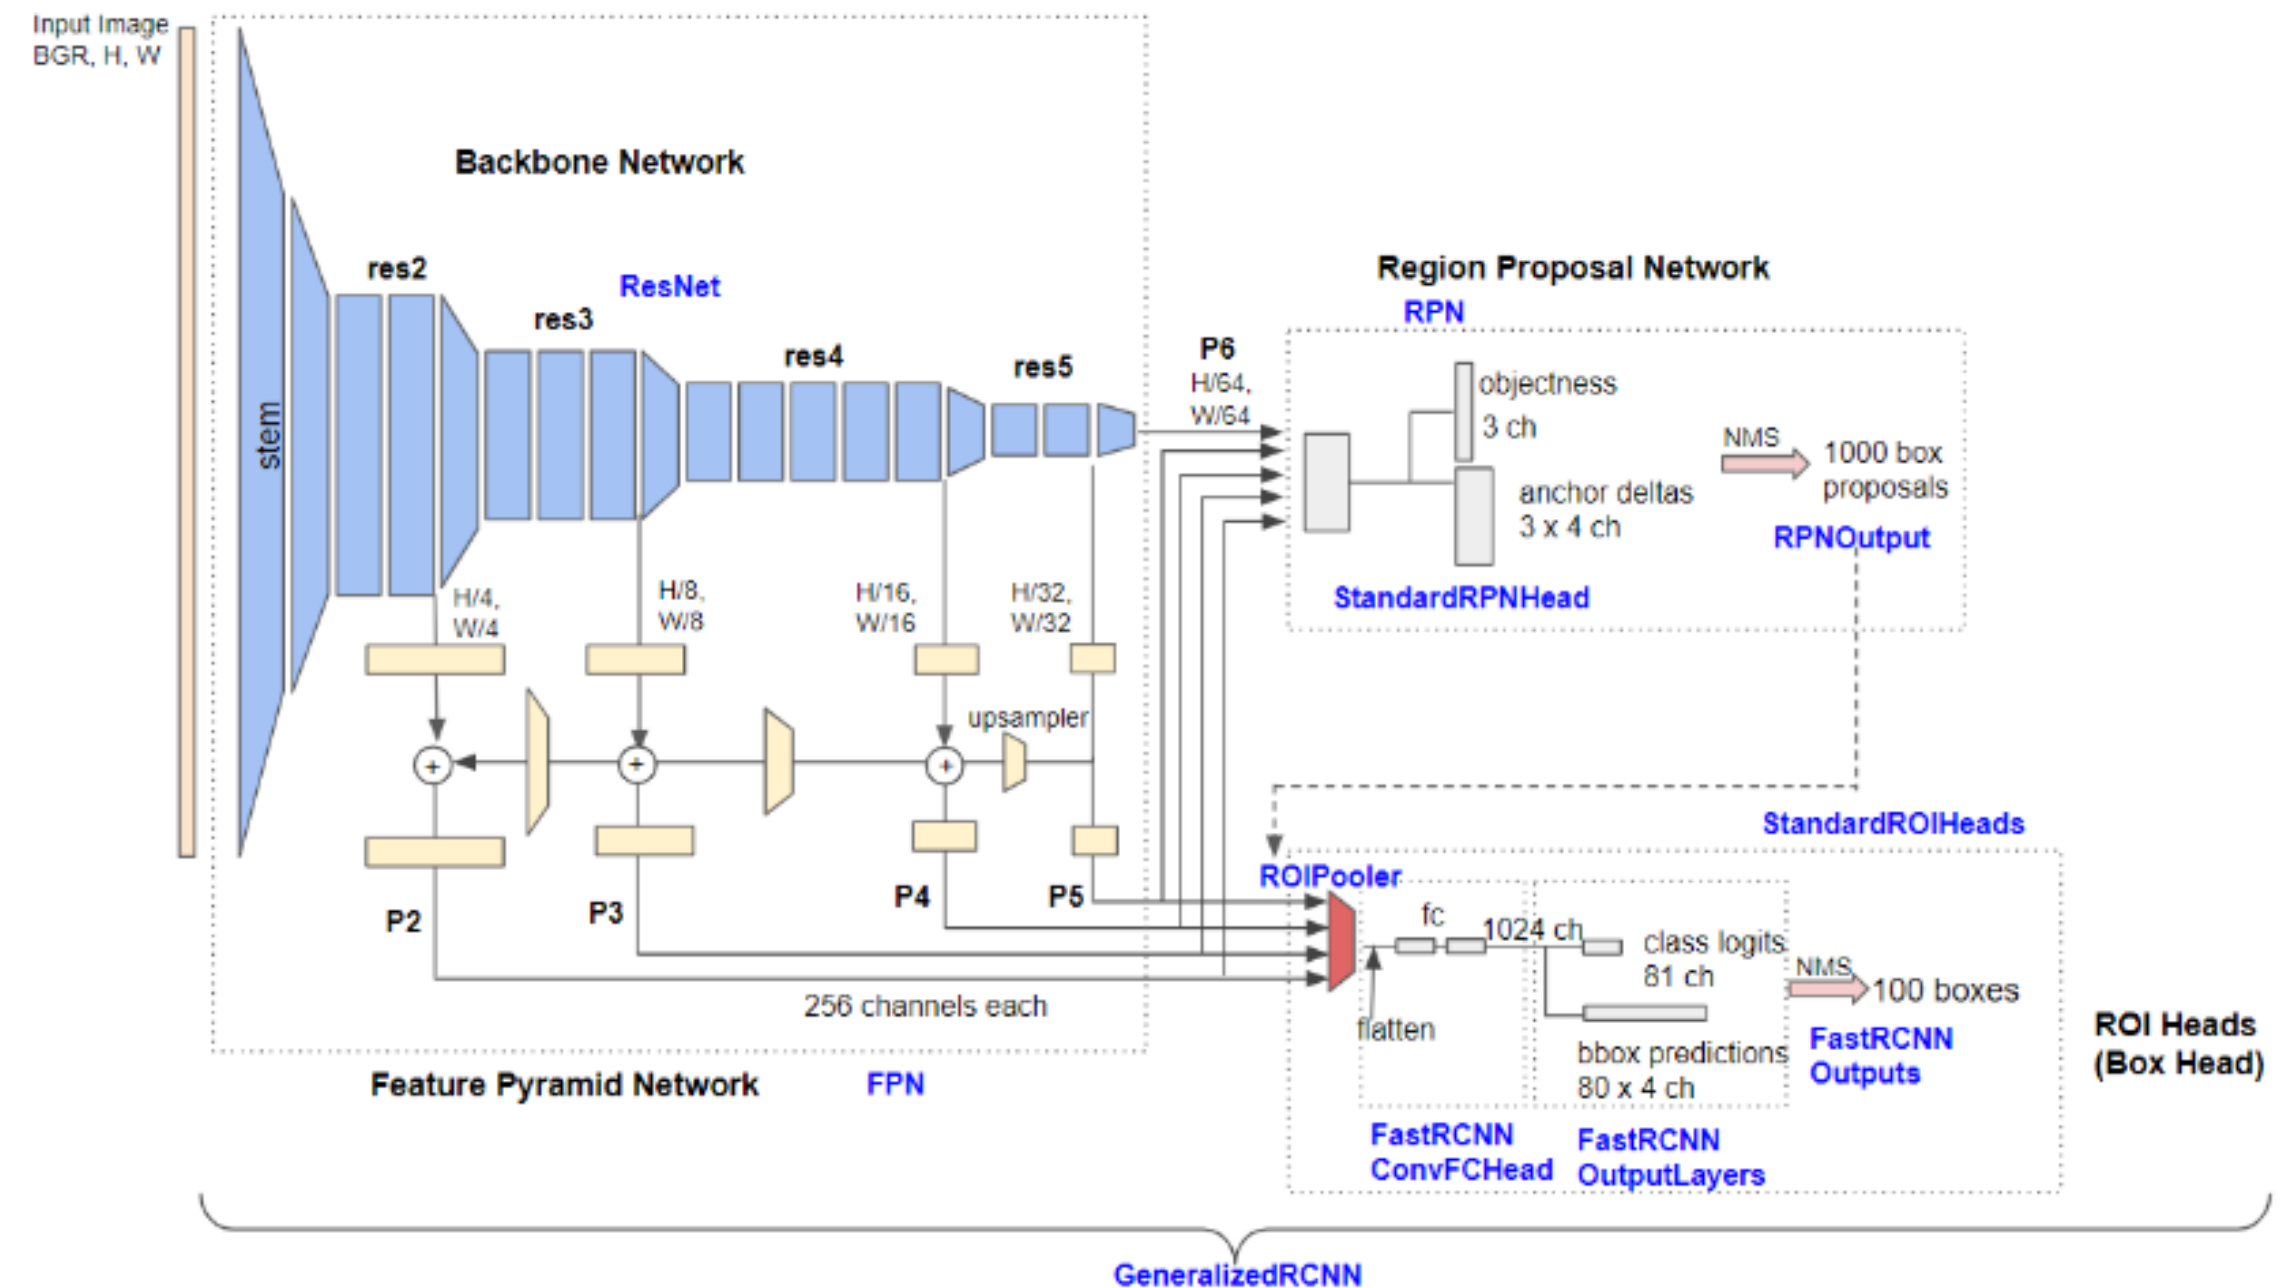 Input Image
BGR, H, W
Backbone Network
res2
ResNet
res3
res4
res5
stem
Region Proposal Network
RPN
P6
H/64,
W/64
objectness
3 ch
anchor deltas
3 x 4 ch
NMS
1000 box
proposals
RPNOutput
StandardRPNHead
H/4,
W/4
H/8,
W/8
H/16,
W/16
H/32,
W/32
upsampler
+
+
+
P2
P3
P4
P5
256 channels each
StandardROIHeads
ROIPooler
fc
1024 ch
class logits
81 ch
flatten
bbox predictions
80 x 4 ch
NMS
100 boxes
FastRCNN
Outputs
ROI Heads
(Box Head)
FastRCNN
ConvFCHead
FastRCNN
OutputLayers
Feature Pyramid Network
FPN
GeneralizedRCNN